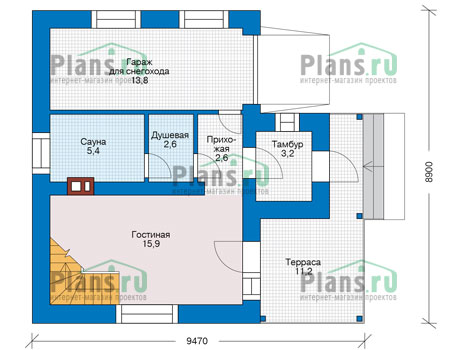 Plans.ru
интернет-магазин проектов
Plans.ru
интернет-магазин проектов
Гараж
для снегохода
13,8
Сауна
5,4
Душевая
2,6
Прихо-
жая
2,6
Тамбур
3,2
Plans.ru
интернет-магазин проектов
Гостиная
15,9
Терраса
11,2
Plans.ru
интернет-магазин проектов
Plans.ru
интернет-магазин проектов
8900
9470